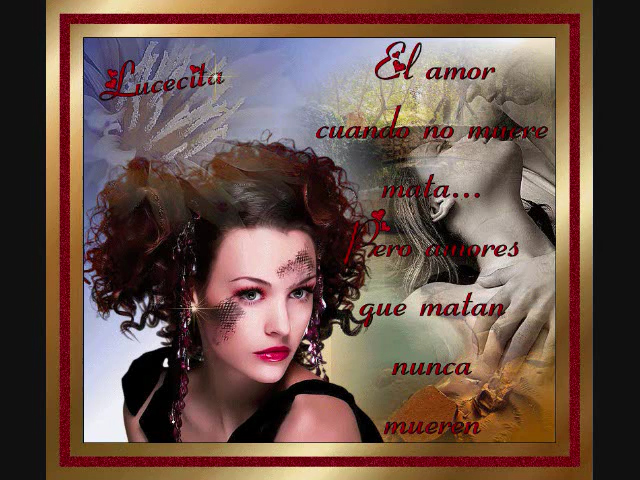 Lucecita
El amor
cuando no muere
mata...
Pero amores
que matan
nunca
mueren